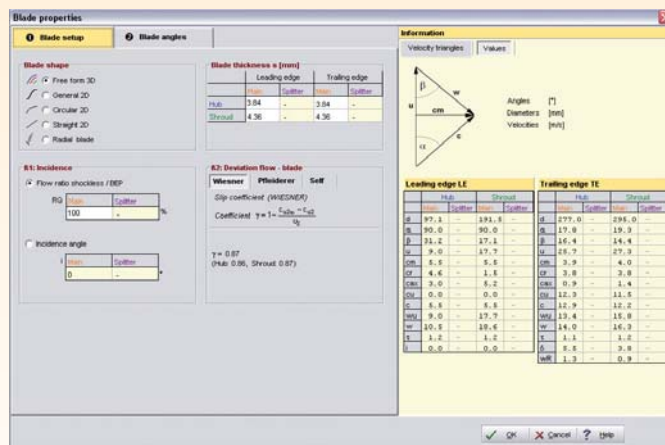 Blade properties
1 Blade setup
2 Blade angles
Blade shape
Free form 3D
General 2D
Circular 2D
Straight 2D
Radial blade
Blade thickness s [mm]
Leading edge Trailing edge
Main Splitter Main Splitter
Hub 3.84 - 3.84 -
Shroud 4.36 - 4.36 -
ß1: Incidence
Flow ratio shockless / BEP
RQ Main Splitter
100 - %
Incidence angle
i Main Splitter
0 - °
ß2: Deviation flow - blade
Wiesner Pfleiderer Self
Slip coefficient (WIESNER)
Coefficient γ = 1 -
γ = 0.87
(Hub: 0.86, Shroud: 0.87)
Information
Velocity triangles Values
β
w
u
cm
α
c
Angles [°]
Diameters [mm]
Velocities [m/s]
Leading edge LE
Hub Shroud
Main Splitter Main Splitter
d 97.1 - 191.5 -
α 90.0 - 90.0 -
β 31.2 - 17.1 -
u 9.0 - 17.7 -
cm 5.5 - 5.5 -
cr 4.6 - 1.5 -
cax 3.0 - 5.2 -
cu 0.0 - 0.0 -
c 5.5 - 5.5 -
wu 9.0 - 17.7 -
w 10.5 - 18.6 -
τ 1.2 - 1.2 -
i 0.0 - 0.0 -
Trailing edge TE
Hub Shroud
Main Splitter Main Splitter
d 277.0 - 295.0 -
α 17.8 - 19.3 -
β 16.4 - 14.4 -
u 25.7 - 27.3 -
cm 3.9 - 4.0 -
cr 3.8 - 3.8 -
cax 0.9 - 1.4 -
cu 12.3 - 11.5 -
c 12.9 - 12.2 -
wu 13.4 - 15.8 -
w 14.0 - 16.3 -
τ 1.1 - 1.2 -
δ 5.5 - 3.8 -
wR 1.3 - 0.9 -
OK Cancel ? Help